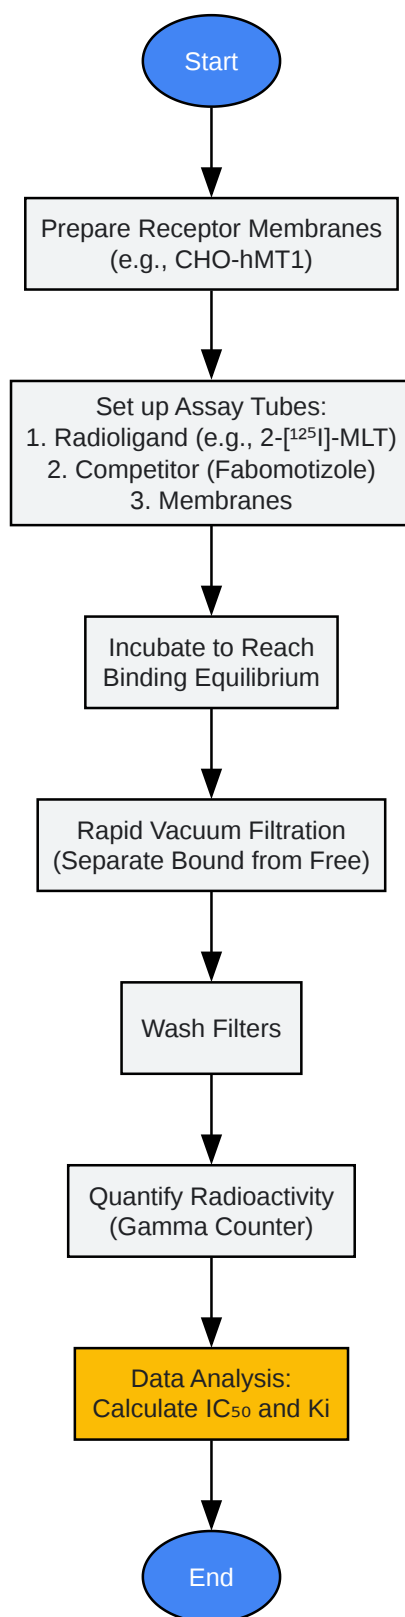 Start
Prepare Receptor Membranes
(e.g., CHO-hMT1)
Set up Assay Tubes:
1. Radioligand (e.g., 2-[¹²⁵I]-MLT)
2. Competitor (Fabomotizole)
3. Membranes
Incubate to Reach
Binding Equilibrium
Rapid Vacuum Filtration
(Separate Bound from Free)
Wash Filters
Quantify Radioactivity
(Gamma Counter)
Data Analysis:
Calculate IC₅₀ and Ki
End